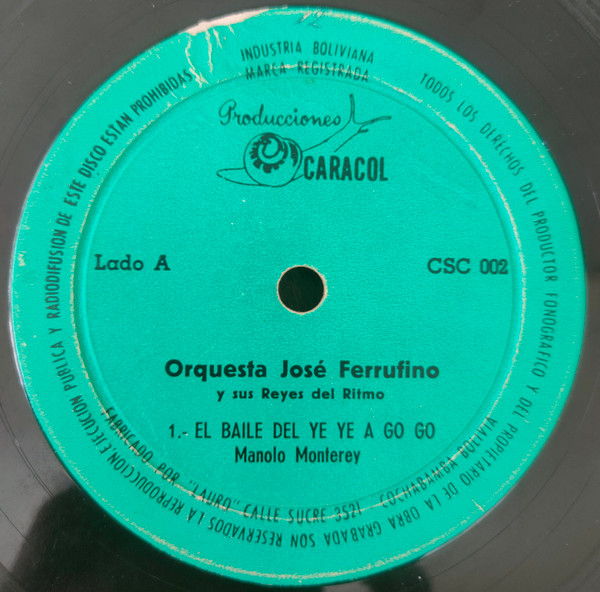 INDUSTRIA BOLIVIANA
MARCA REGISTRADA
TODOS LOS DERECHOS DEL PRODUCTOR FONOGRAFICO Y DEL PROPIETARIO DE LA OBRA GRABADA SON RESERVADOS LA REPRODUCCION EJECUCION PUBLICA Y RADIODIFUSION DE ESTE DISCO ESTAN PROHIBIDAS
Producciones
CARACOL
Lado A
CSC 002
Orquesta José Ferrufino
y sus Reyes del Ritmo
1.- EL BAILE DEL YE YE A GO GO
Manolo Monterey
FABRICADO POR "LAURO" CALLE SUCRE 3521 COCHABAMBA BOLIVIA